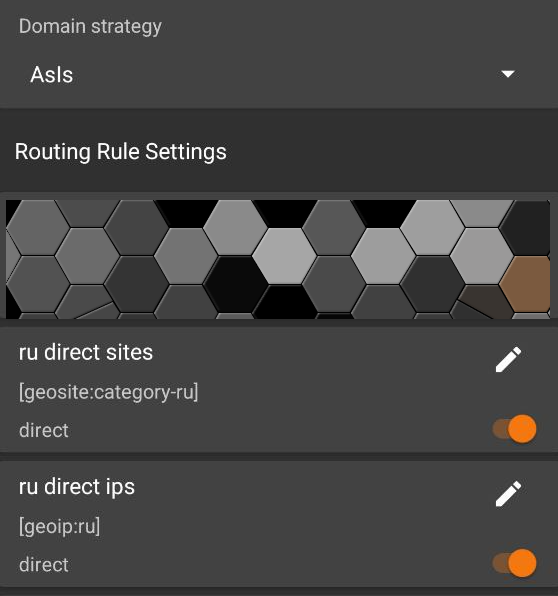 Domain strategy
AsIs
Routing Rule Settings
ru direct sites
[geosite:category-ru]
direct
ru direct ips
[geoip:ru]
direct